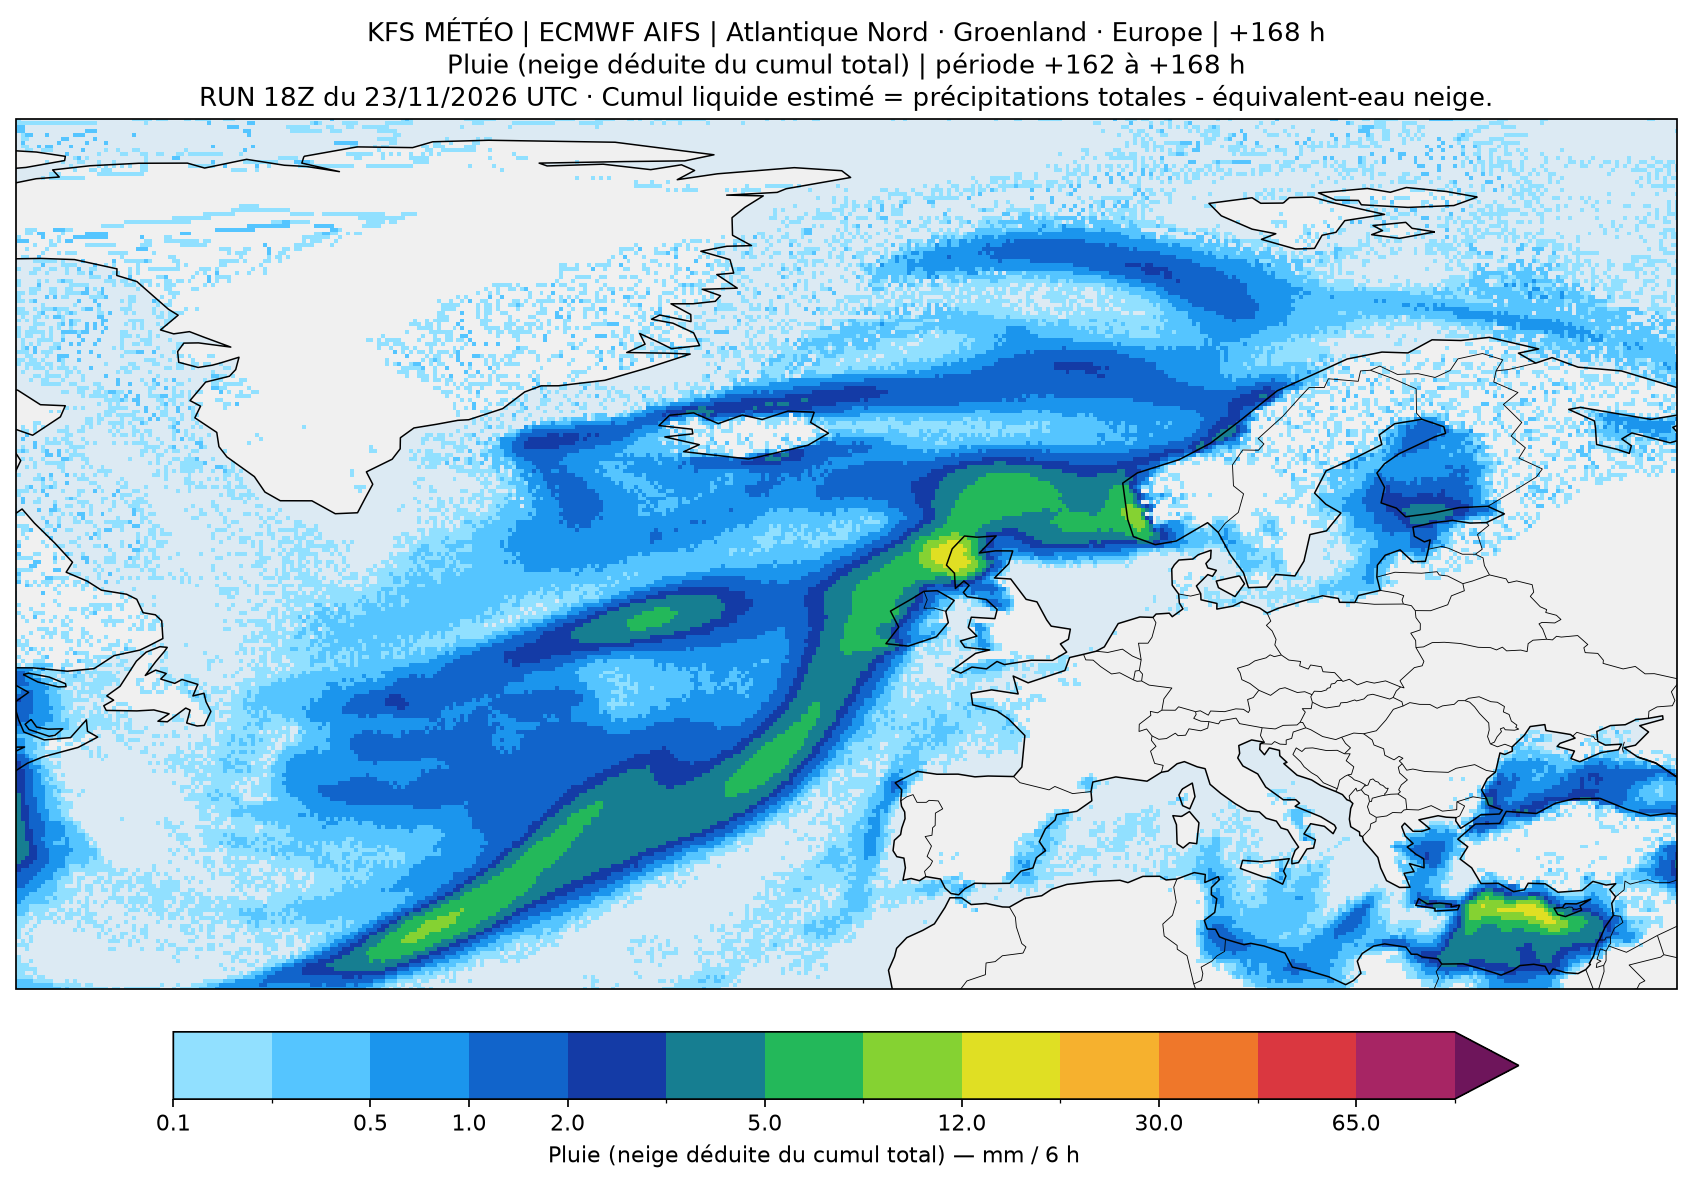 KFS MÉTÉO | ECMWF AIFS | Atlantique Nord · Groenland · Europe | +168 h
Pluie (neige déduite du cumul total) | période +162 à +168 h
RUN 18Z du 23/11/2026 UTC · Cumul liquide estimé = précipitations totales - équivalent-eau neige.
0.1 0.5 1.0 2.0 5.0 12.0 30.0 65.0
Pluie (neige déduite du cumul total) — mm / 6 h